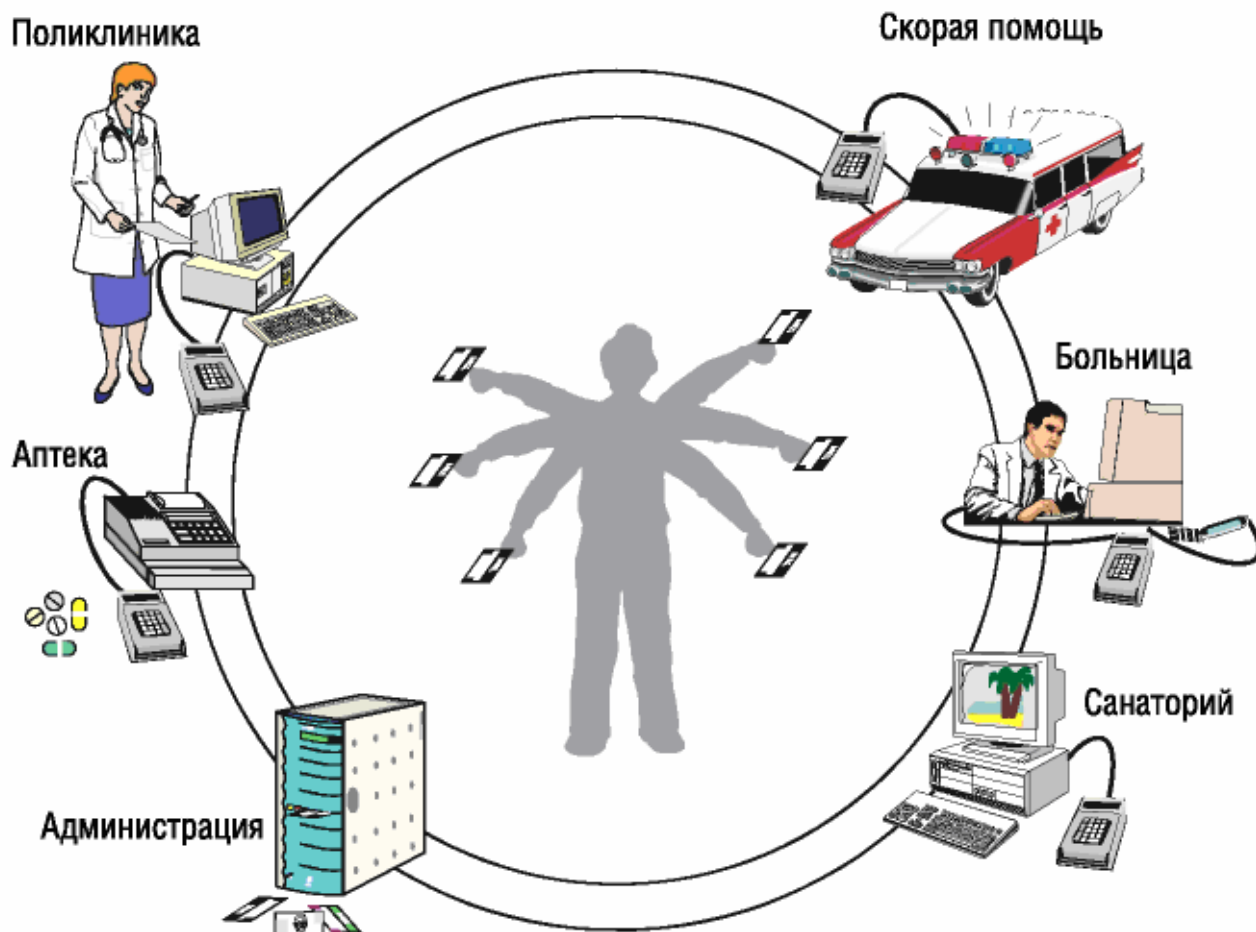 Поликлиника
Скорая помощь
Больница
Аптека
Санаторий
Администрация